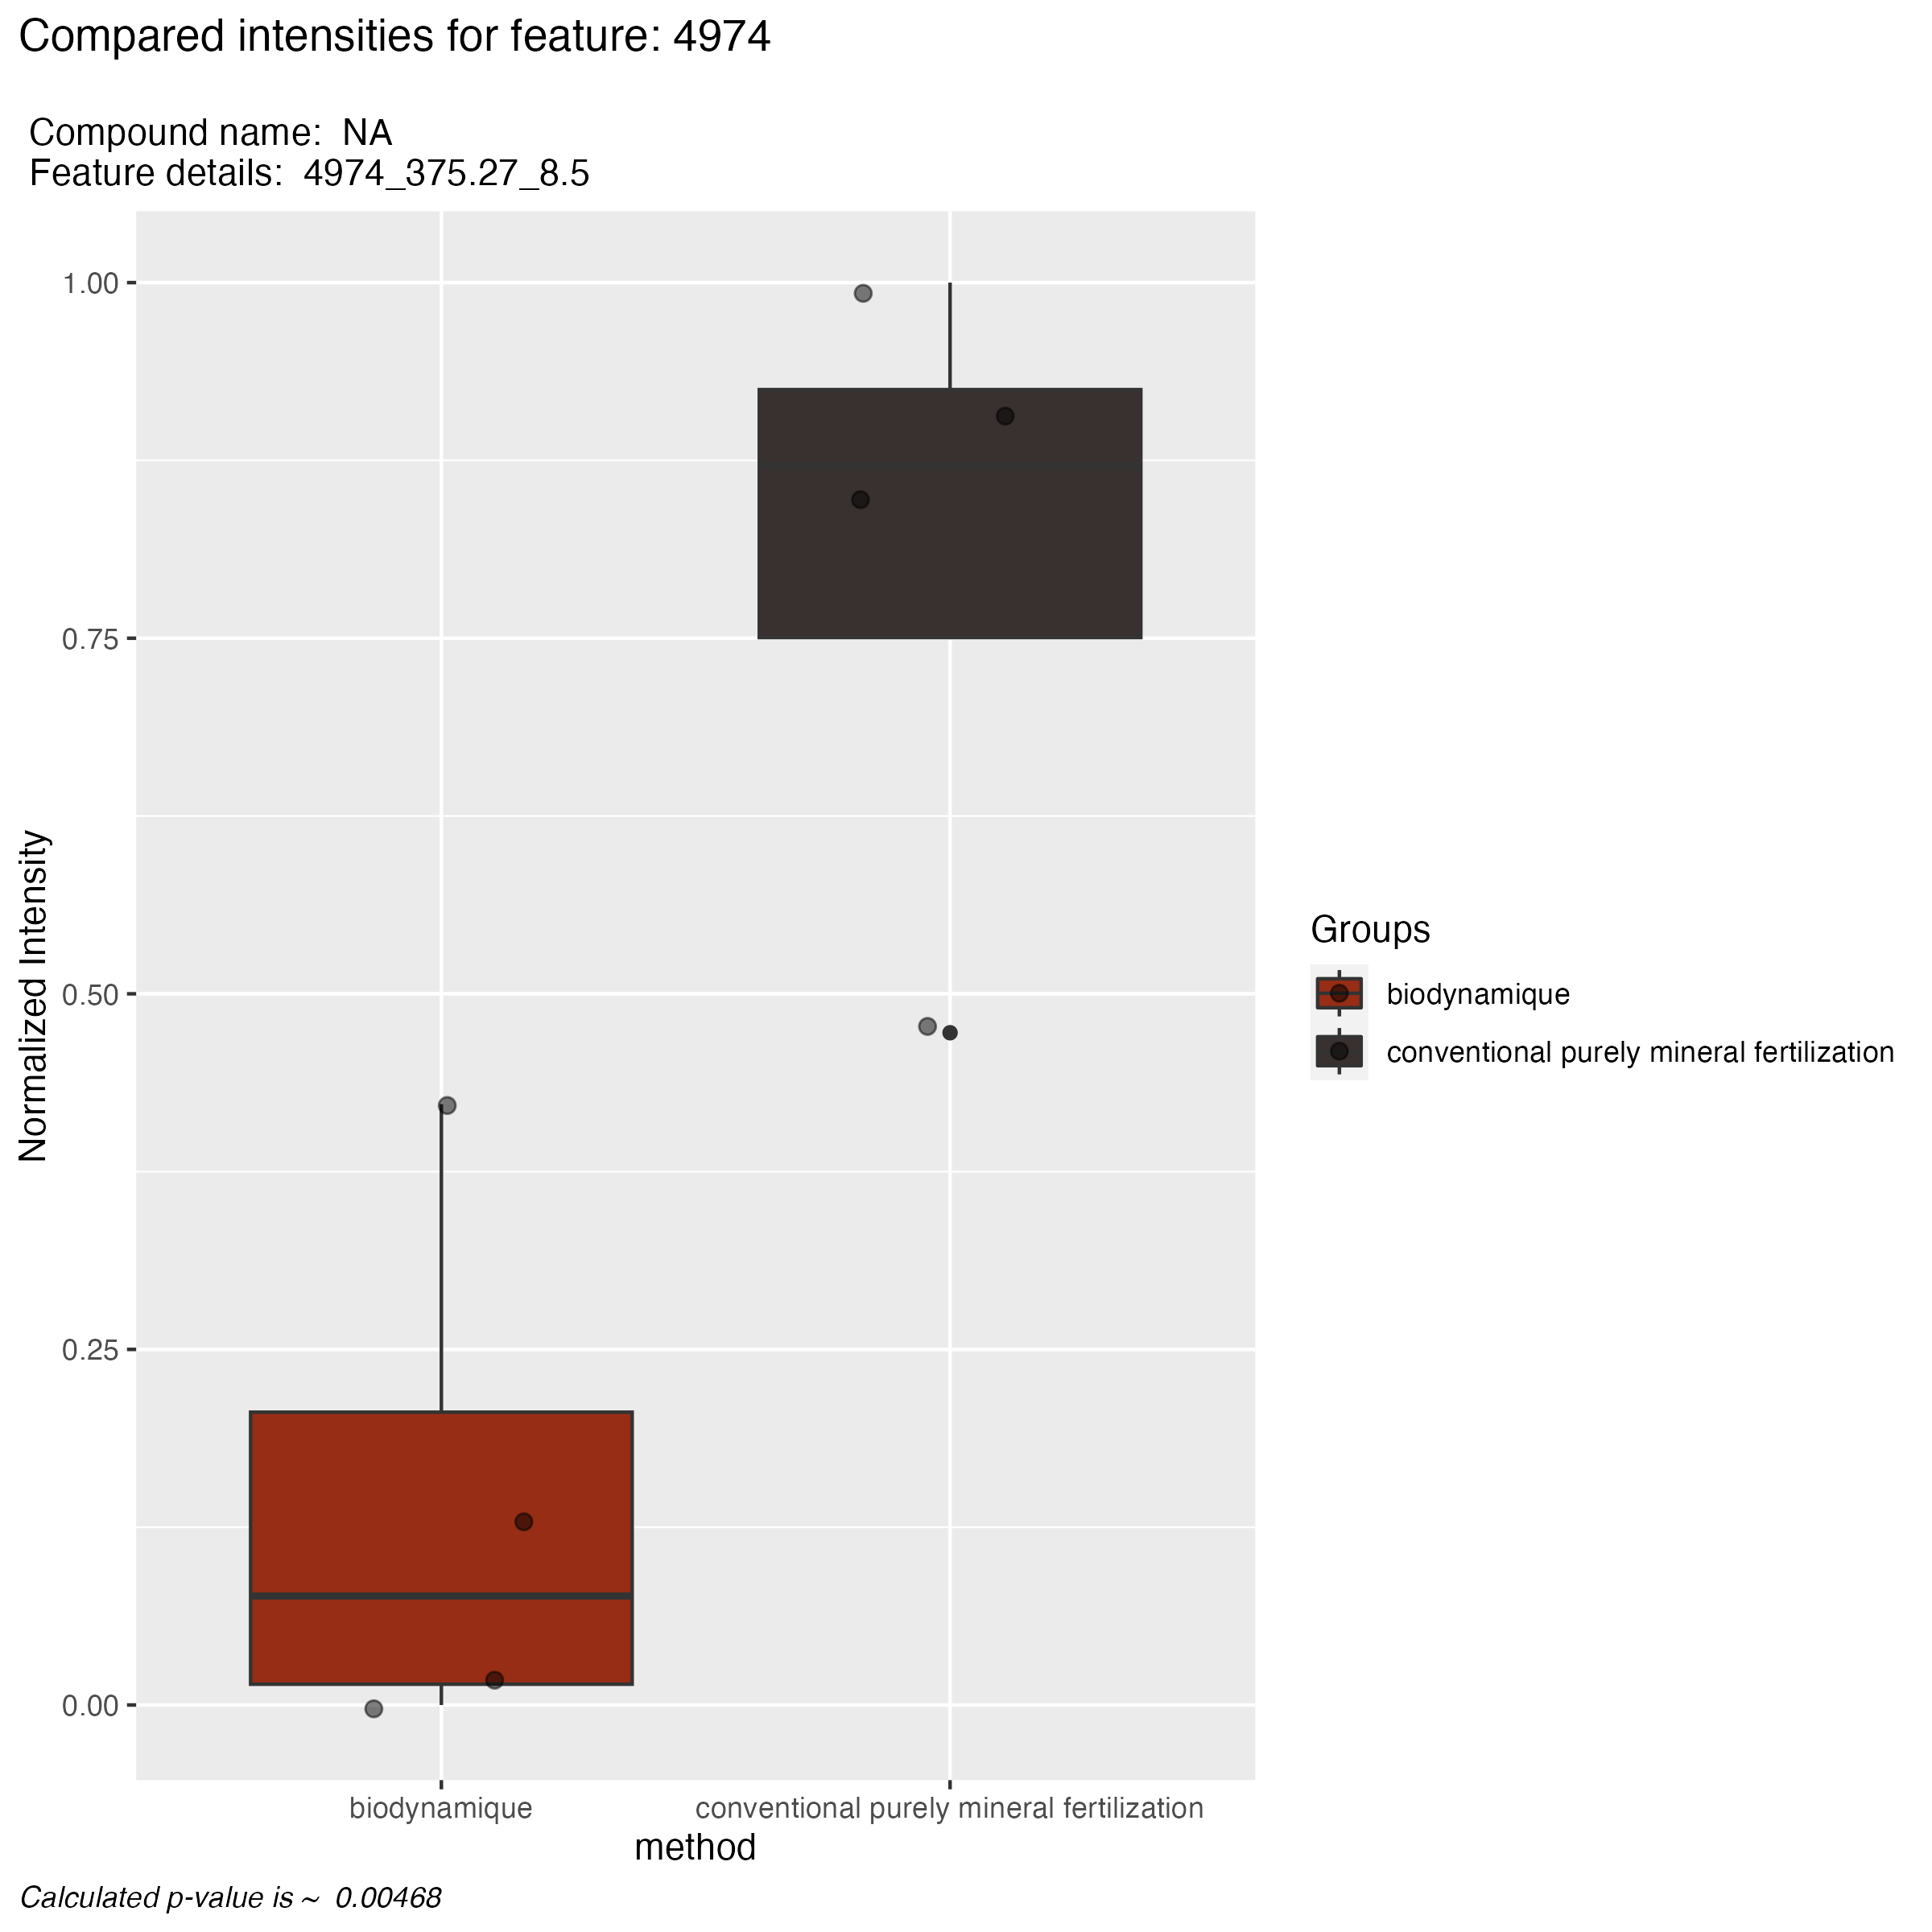 Compared intensities for feature: 4974
Compound name:  NA
Feature details:  4974_375.27_8.5
1.00
0.75
0.50
0.25
0.00
Normalized Intensity
biodynamique
conventional purely mineral fertilization
method
Groups
biodynamique
conventional purely mineral fertilization
Calculated p-value is ~  0.00468